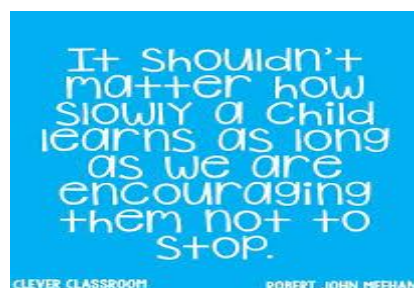 It shouldn't
matter how
slowly a child
learns as long
as we are
encouraging
them not to
stop.
CLEVER CLASSROOM ROBERT JOHN MEEHAN